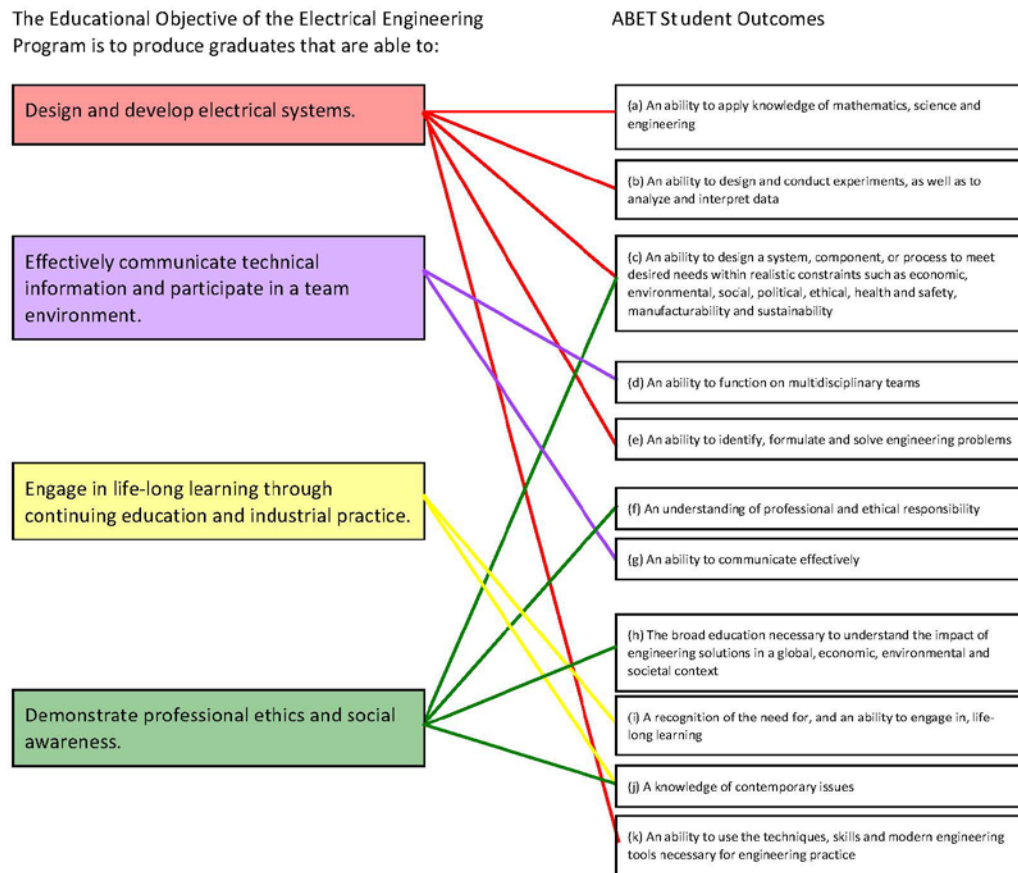 The Educational Objective of the Electrical Engineering
Program is to produce graduates that are able to:
ABET Student Outcomes
Design and develop electrical systems.
Effectively communicate technical
information and participate in a team
environment.
Engage in life-long learning through
continuing education and industrial practice.
Demonstrate professional ethics and social
awareness.
(a) An ability to apply knowledge of mathematics, science and
engineering
(b) An ability to design and conduct experiments, as well as to
analyze and interpret data
(c) An ability to design a system, component, or process to meet
desired needs within realistic constraints such as economic,
environmental, social, political, ethical, health and safety,
manufacturability and sustainability
(d) An ability to function on multidisciplinary teams
(e) An ability to identify, formulate and solve engineering problems
(f) An understanding of professional and ethical responsibility
(g) An ability to communicate effectively
(h) The broad education necessary to understand the impact of
engineering solutions in a global, economic, environmental and
societal context
(i) A recognition of the need for, and an ability to engage in, life-
long learning
(j) A knowledge of contemporary issues
(k) An ability to use the techniques, skills and modern engineering
tools necessary for engineering practice